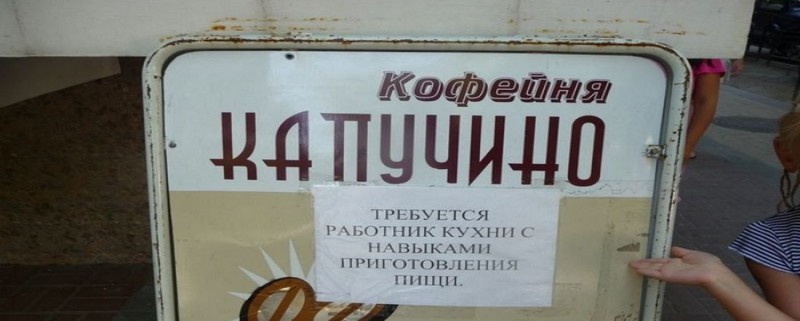 Кофейня
КАПУЧИНО
ТРЕБУЕТСЯ
РАБОТНИК КУХНИ С
НАВЫКАМИ
ПРИГОТОВЛЕНИЯ
ПИЩИ.